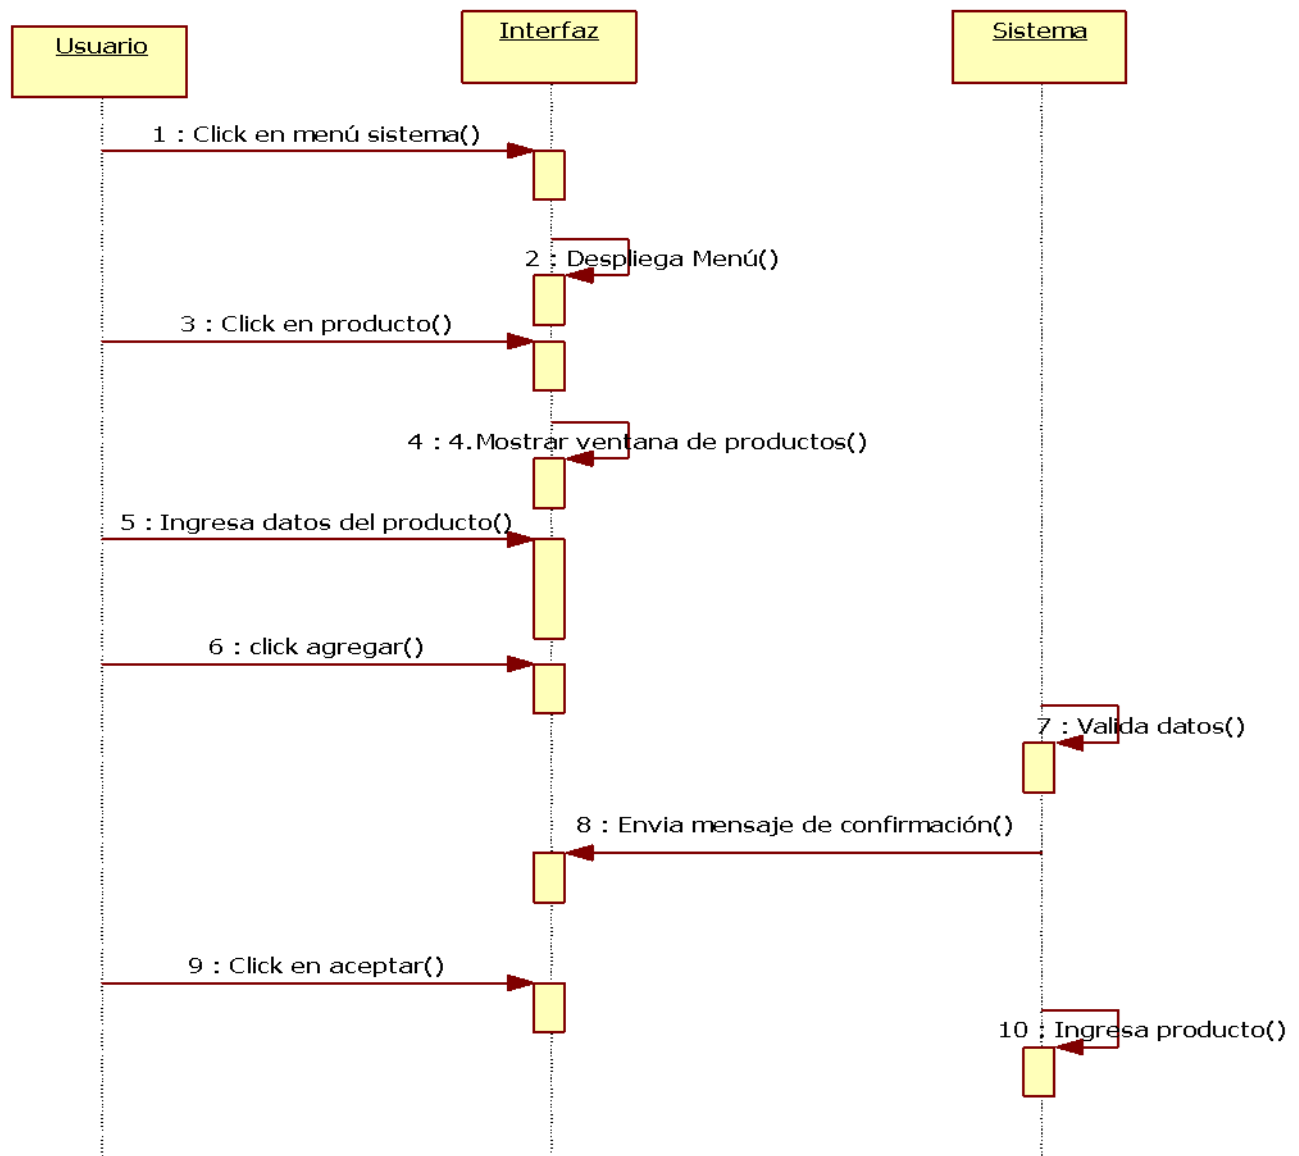 Usuario
Interfaz
Sistema
1 : Click en menú sistema()
2 : Despliega Menú()
3 : Click en producto()
4 : 4.Mostrar ventana de productos()
5 : Ingresa datos del producto()
6 : click agregar()
7 : Valida datos()
8 : Envia mensaje de confirmación()
9 : Click en aceptar()
10 : Ingresa producto()